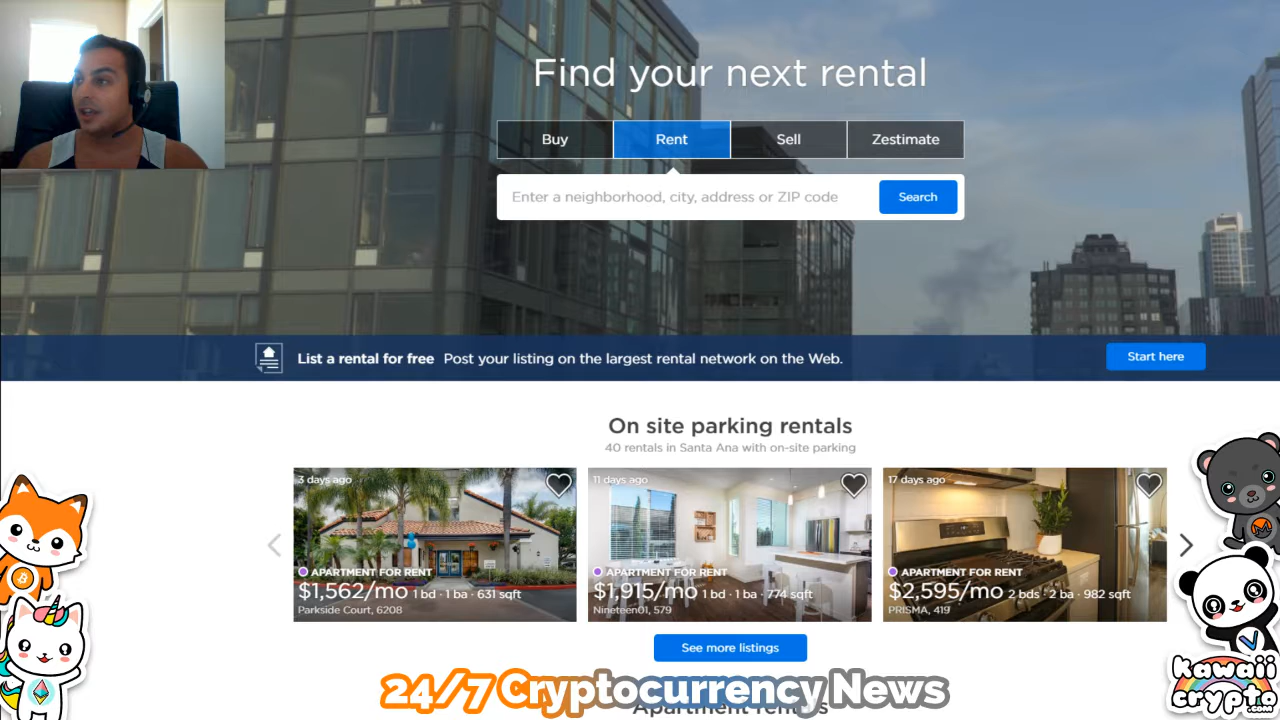 Find your next rental
Buy
Rent
Sell
Zestimate
Enter a neighborhood, city, address or ZIP code
Search
List a rental for free Post your listing on the largest rental network on the Web.
Start here
On site parking rentals
40 rentals in Santa Ana with on-site parking
3 days ago
APARTMENT FOR RENT
$1,562/mo 1 bd · 1 ba · 631 sqft
Parkside Court, 6208
11 days ago
APARTMENT FOR RENT
$1,915/mo 1 bd · 1 ba · 774 sqft
Nineteen01, 579
17 days ago
APARTMENT FOR RENT
$2,595/mo 2 bds · 2 ba · 982 sqft
PRISMA, 419
See more listings
24/7 Cryptocurrency News
Apartment rentals
kawaii
crypto
.com